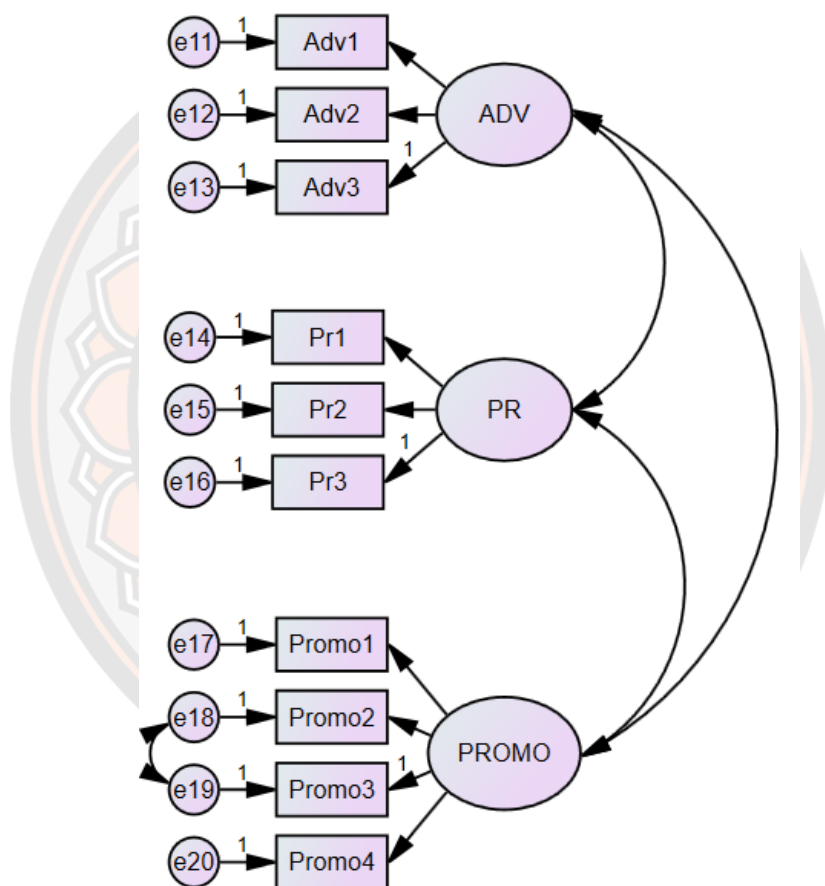 e11 1 Adv1
e12 1 Adv2 ADV
e13 1 Adv3 1
e14 1 Pr1
e15 1 Pr2 PR
e16 1 Pr3 1
e17 1 Promo1
e18 1 Promo2
PROMO
e19 1 Promo3 1
e20 1 Promo4